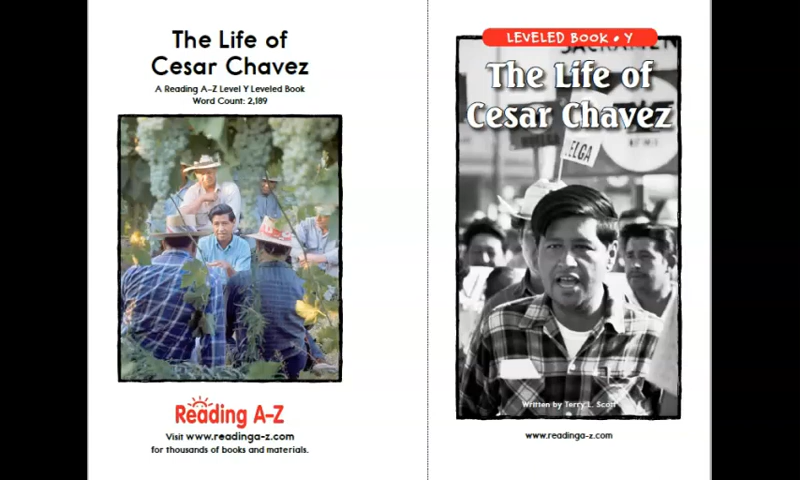 The Life of
Cesar Chavez
A Reading A–Z Level Y Leveled Book
Word Count: 2,189
Reading A–Z
Visit www.readinga-z.com
for thousands of books and materials.
LEVELED BOOK • Y
The Life of
Cesar Chavez
ELGA
Written by Terry L. Scott
www.readinga-z.com